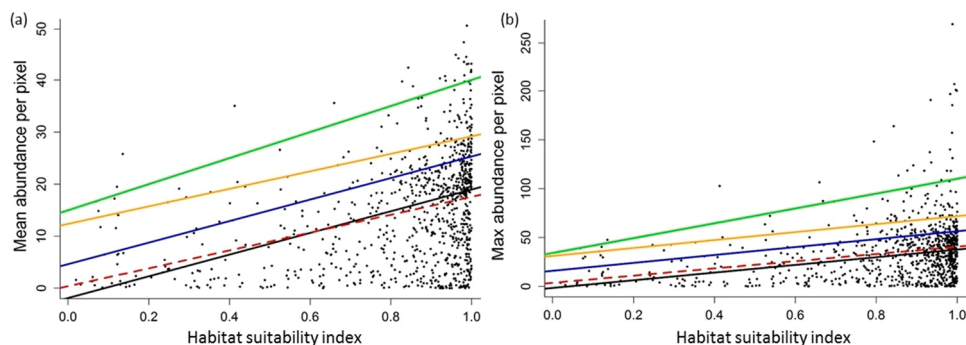 (a)
Mean abundance per pixel
50
40
30
20
10
0
0.0 0.2 0.4 0.6 0.8 1.0
Habitat suitability index
(b)
Max abundance per pixel
250
200
150
100
50
0
0.0 0.2 0.4 0.6 0.8 1.0
Habitat suitability index